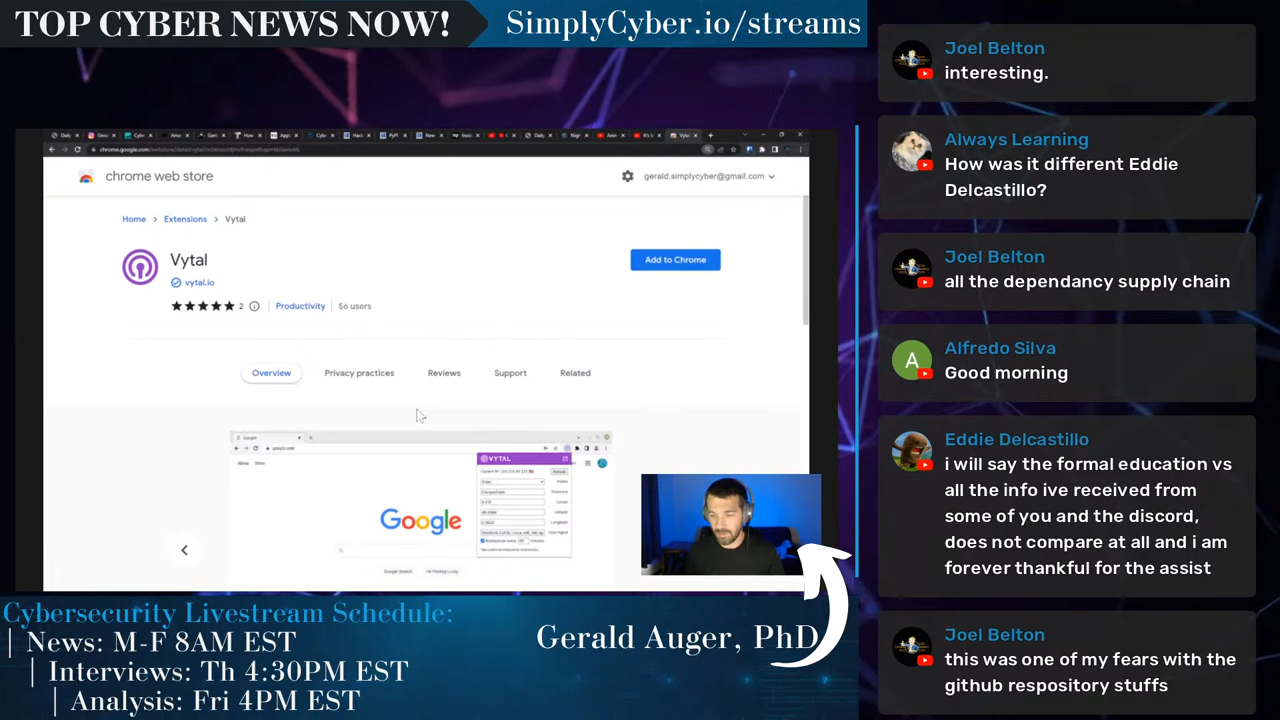 TOP CYBER NEWS NOW!
SimplyCyber.io/streams
chrome web store
gerald.simplycyber@gmail.com
Home > Extensions > Vytal
Vytal
Add to Chrome
vytal.io
2
Productivity
56 users
Overview
Privacy practices
Reviews
Support
Related
VYTAL
Google
Google Search
I'm Feeling Lucky
Cybersecurity Livestream Schedule:
| News: M-F 8AM EST
| Interviews: Th 4:30PM EST
| Analysis: Fri 4PM EST
Gerald Auger, PhD
Joel Belton
interesting.
Always Learning
How was it different Eddie
Delcastillo?
Joel Belton
all the dependancy supply chain
A
Alfredo Silva
Good morning
Eddie Delcastillo
i will say the formal education vs
all the info ive received frm
some of you and the discord,
does not compare at all and im
forever thankful for the assist
Joel Belton
this was one of my fears with the
github respository stuffs